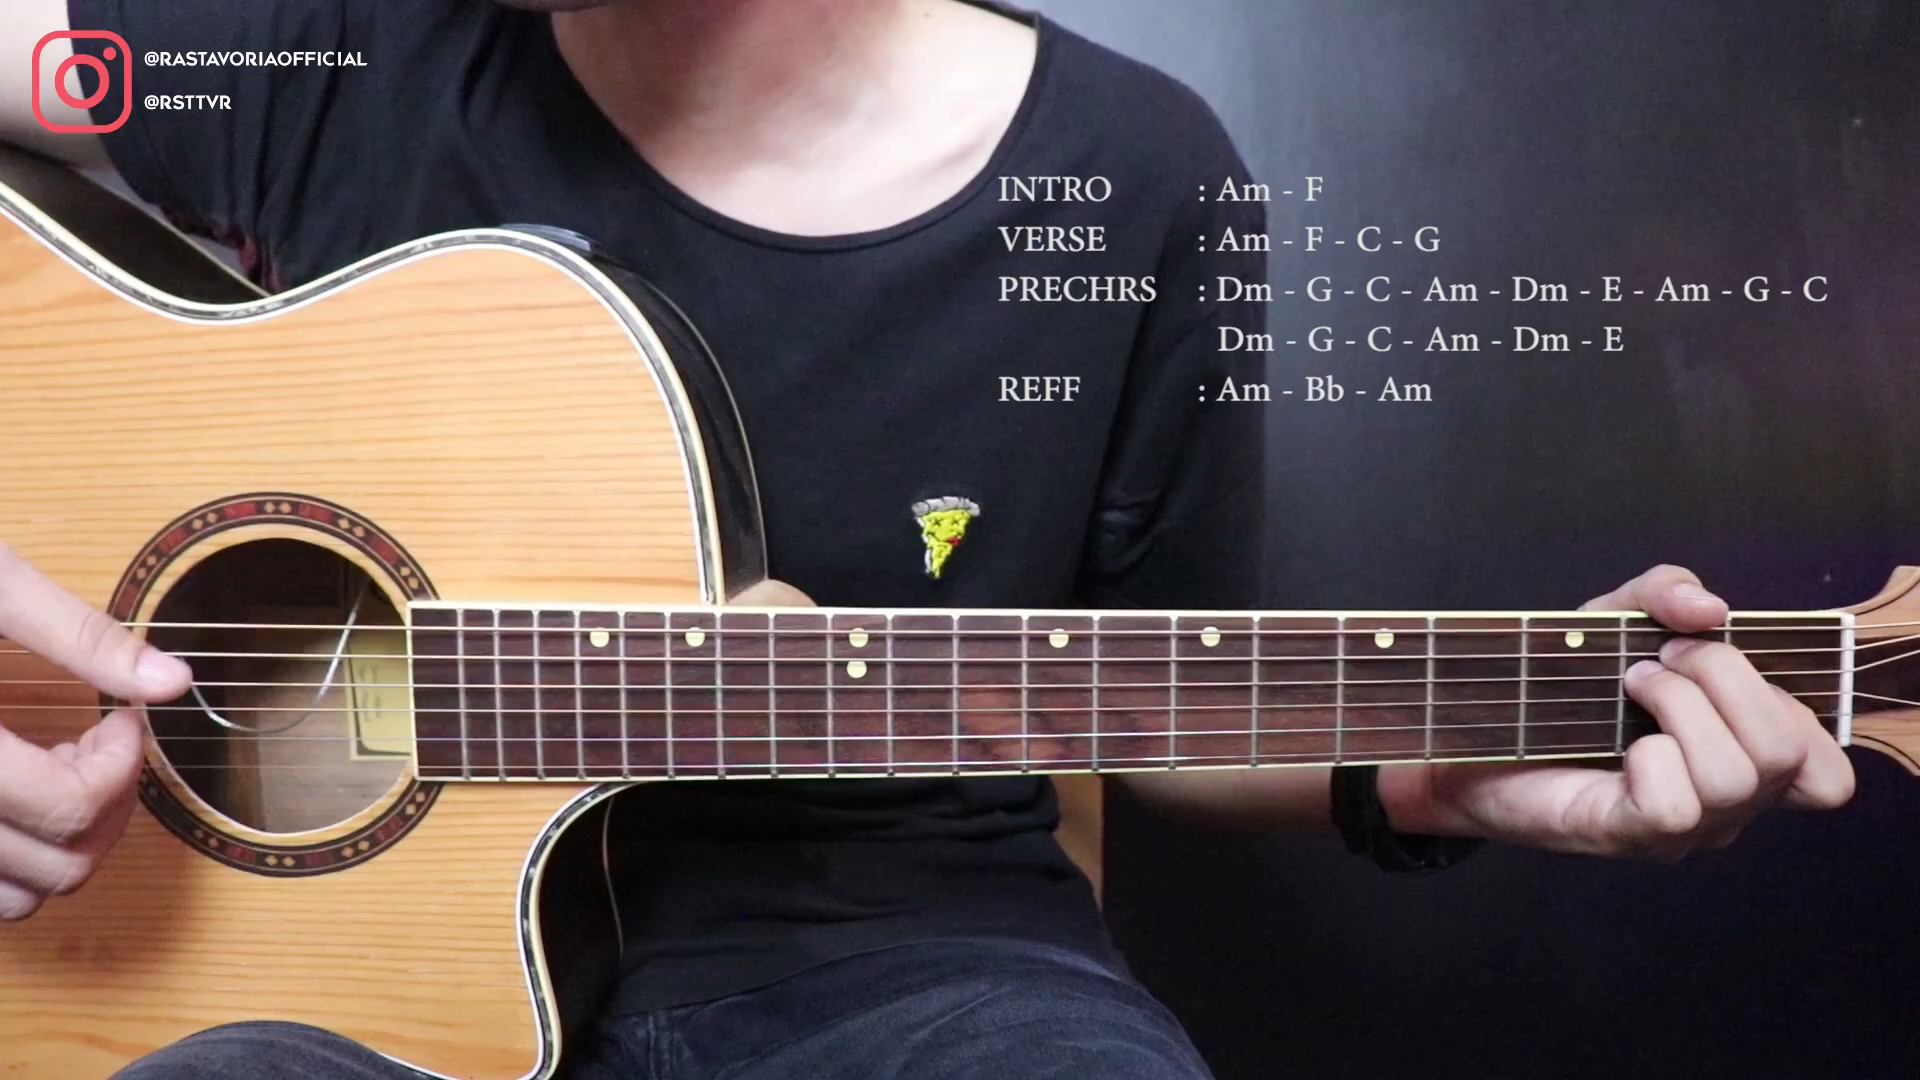 @RASTAVORIAOFFICIAL
@RSTTVR
INTRO : Am - F
VERSE : Am - F - C - G
PRECHRS : Dm - G - C - Am - Dm - E - Am - G - C
Dm - G - C - Am - Dm - E
REFF : Am - Bb - Am